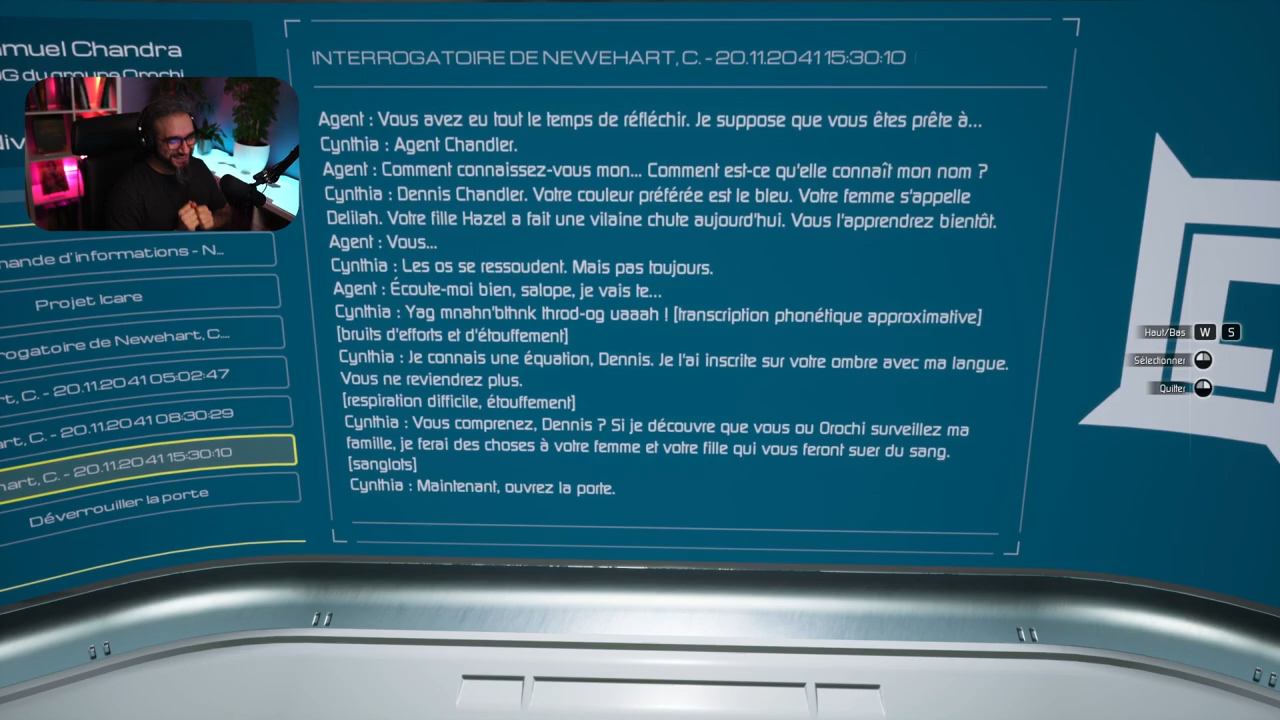 muel Chandra
G du groupe Orochi
div
INTERROGATOIRE DE NEWEHART, C. - 20.11.2041 15:30:10
Agent : Vous avez eu tout le temps de réfléchir. Je suppose que vous êtes prête à...
Cynthia : Agent Chandler.
Agent : Comment connaissez-vous mon... Comment est-ce qu'elle connaît mon nom ?
Cynthia : Dennis Chandler. Votre couleur préférée est le bleu. Votre femme s'appelle
Delilah. Votre fille Hazel a fait une vilaine chute aujourd'hui. Vous l'apprendrez bientôt.
Agent : Vous...
Cynthia : Les os se ressoudent. Mais pas toujours.
Agent : Écoute-moi bien, salope, je vais te...
Cynthia : Yag mnahn'blhnk throd-og uaaah ! [transcription phonétique approximative]
[bruits d'efforts et d'étouffement]
Cynthia : Je connais une équation, Dennis. Je l'ai inscrite sur votre ombre avec ma langue.
Vous ne reviendrez plus.
[respiration difficile, étouffement]
Cynthia : Vous comprenez, Dennis ? Si je découvre que vous ou Orochi surveillez ma
famille, je ferai des choses à votre femme et votre fille qui vous feront suer du sang.
[sanglots]
Cynthia : Maintenant, ouvrez la porte.
mande d'informations - N...
Projet Icare
rogatoire de Newehart, C....
rt, C. - 20.11.2041 05:02:47
art, C. - 20.11.2041 08:30:29
hart, C. - 20.11.2041 15:30:10
Déverrouiller la porte
Haut/Bas W S
Sélectionner
Quitter